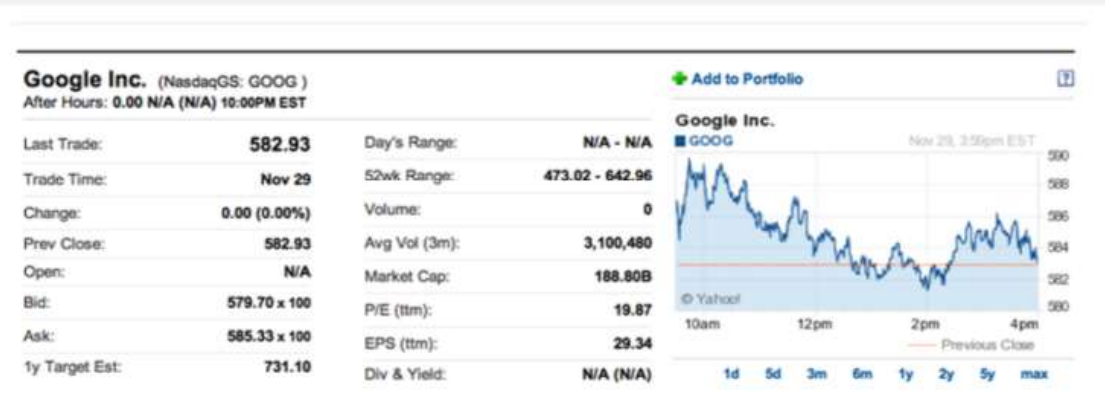 Google Inc. (NasdaqGS: GOOG )
After Hours: 0.00 N/A (N/A) 10:00PM EST
Last Trade: 582.93
Trade Time: Nov 29
Change: 0.00 (0.00%)
Prev Close: 582.93
Open: N/A
Bid: 579.70 x 100
Ask: 585.33 x 100
1y Target Est: 731.10
Day's Range: N/A - N/A
52wk Range: 473.02 - 642.96
Volume: 0
Avg Vol (3m): 3,100,480
Market Cap: 188.80B
P/E (ttm): 19.87
EPS (ttm): 29.34
Div & Yield: N/A (N/A)
Add to Portfolio ?
Google Inc.
GOOG Nov 29, 3:59pm EST
590
588
586
584
582
580
© Yahoo!
10am 12pm 2pm 4pm
Previous Close
1d 5d 3m 6m 1y 2y 5y max